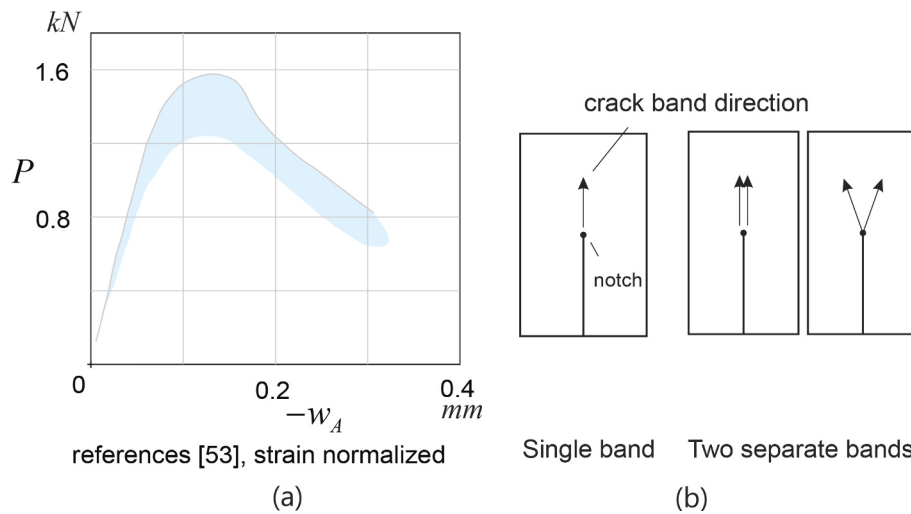 kN
1.6
P
0.8
0
0.2
0.4
−w_A
mm
references [53], strain normalized
(a)
crack band direction
notch
Single band
Two separate bands
(b)